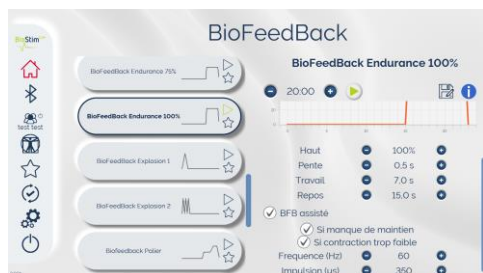 BioFeedBack
BioStim
test test
BioFeedBack Endurance 75%
BioFeedBack Endurance 100%
BioFeedBack Explosion 1
BioFeedBack Explosion 2
Biofeedback Palier
BioFeedBack Endurance 100%
20:00
Haut 100%
Pente 0.5 s
Travail 7.0 s
Repos 15.0 s
BFB assisté
Si manque de maintien
Si contraction trop faible
Frequence (Hz) 60
Impulsion (us) 350